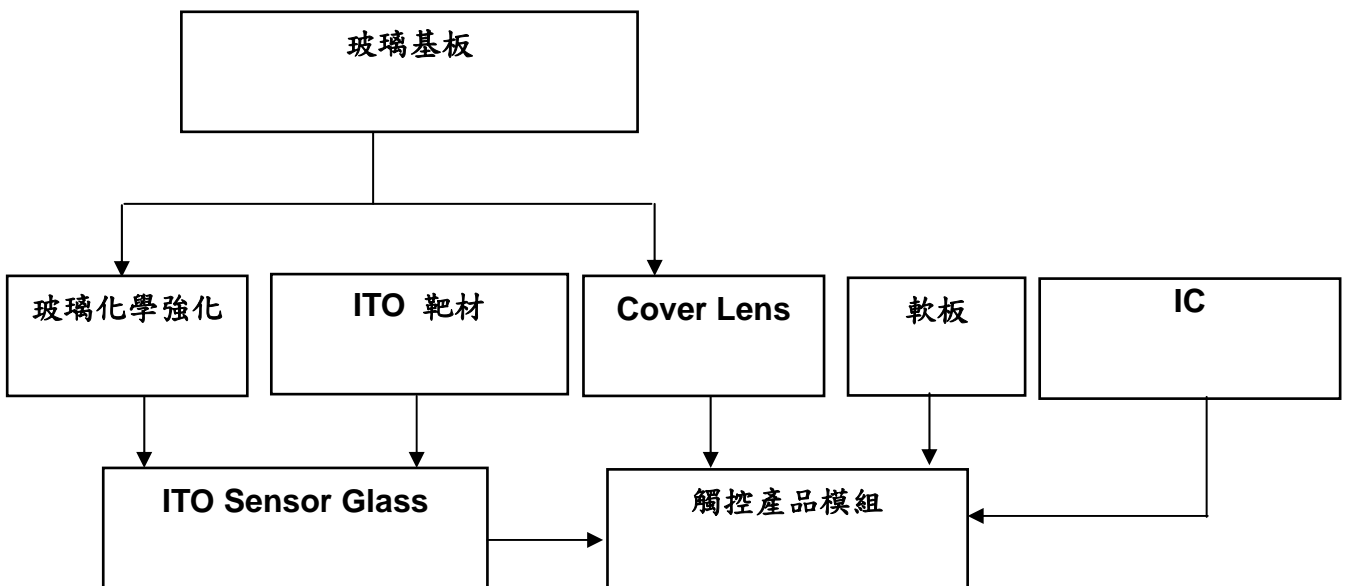 玻璃基板
玻璃化學強化
ITO 靶材
Cover Lens
軟板
IC
ITO Sensor Glass
觸控產品模組